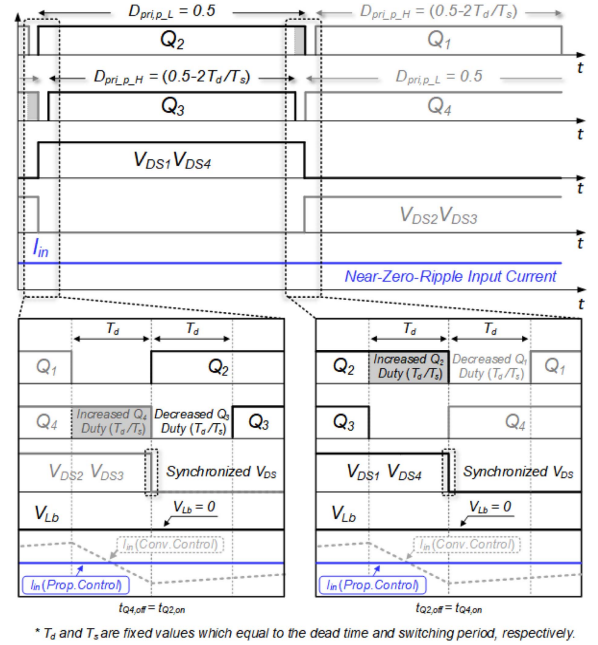 D_pri,p_L = 0.5
D_pri_p_H = (0.5-2T_d/T_s)
Q_2
Q_1
t
D_pri_p_H = (0.5-2T_d/T_s)
D_pri,p_L = 0.5
Q_3
Q_4
t
V_DS1 V_DS4
t
V_DS2 V_DS3
t
I_in
Near-Zero-Ripple Input Current
t
T_d
T_d
Q_1
Q_2
Q_4
Increased Q_4
Duty (T_d/T_s)
Decreased Q_3
Duty (T_d/T_s)
Q_3
V_DS2 V_DS3
Synchronized V_DS
V_Lb
V_Lb = 0
I_in (Conv.Control)
I_in (Prop.Control)
t_Q4,off = t_Q2,on
T_d
T_d
Q_2
Increased Q_2
Duty (T_d/T_s)
Decreased Q_1
Duty (T_d/T_s)
Q_1
Q_3
Q_4
V_DS1 V_DS4
Synchronized V_DS
V_Lb
V_Lb = 0
I_in (Conv.Control)
I_in (Prop.Control)
t_Q2,off = t_Q4,on
* T_d and T_s are fixed values which equal to the dead time and switching period, respectively.